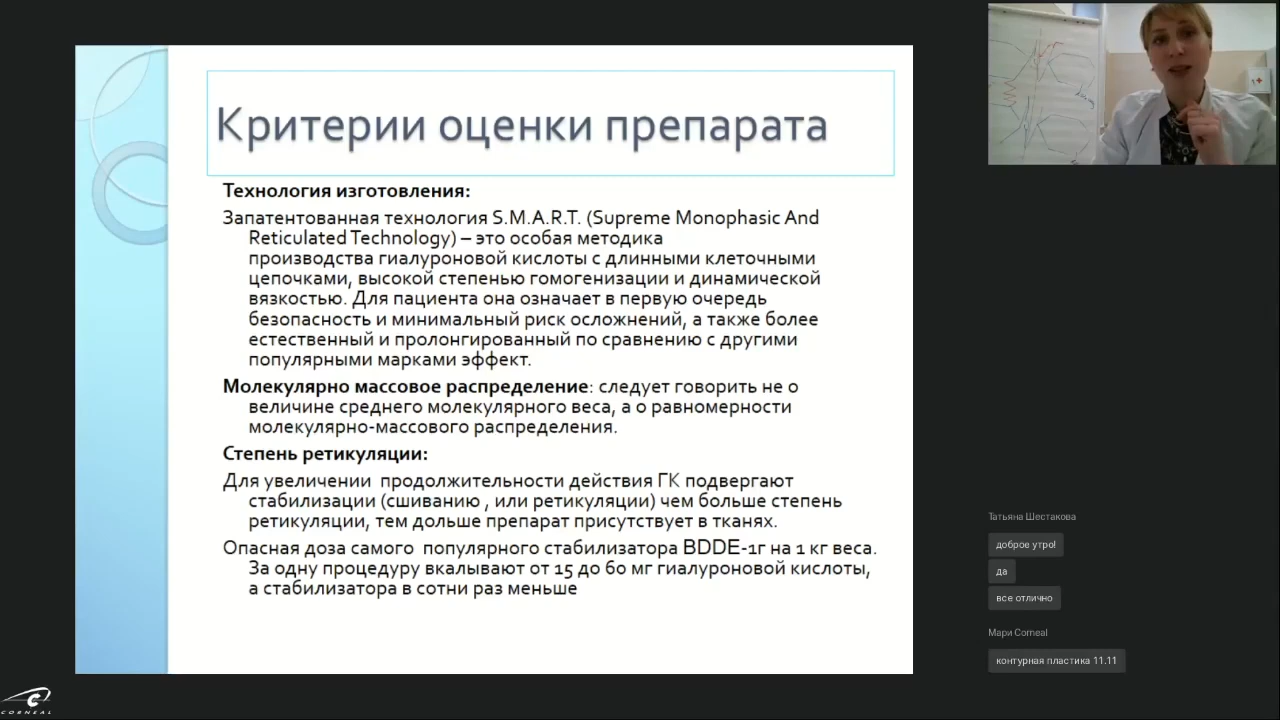 Критерии оценки препарата
Технология изготовления:
Запатентованная технология S.M.A.R.T. (Supreme Monophasic And
Reticulated Technology) – это особая методика
производства гиалуроновой кислоты с длинными клеточными
цепочками, высокой степенью гомогенизации и динамической
вязкостью. Для пациента она означает в первую очередь
безопасность и минимальный риск осложнений, а также более
естественный и пролонгированный по сравнению с другими
популярными марками эффект.
Молекулярно массовое распределение: следует говорить не о
величине среднего молекулярного веса, а о равномерности
молекулярно-массового распределения.
Степень ретикуляции:
Для увеличении продолжительности действия ГК подвергают
стабилизации (сшиванию , или ретикуляции) чем больше степень
ретикуляции, тем дольше препарат присутствует в тканях.
Опасная доза самого популярного стабилизатора BDDE-1г на 1 кг веса.
За одну процедуру вкалывают от 15 до 60 мг гиалуроновой кислоты,
а стабилизатора в сотни раз меньше
Татьяна Шестакова
доброе утро!
да
все отлично
Мари Corneal
контурная пластика 11.11
CORNEAL